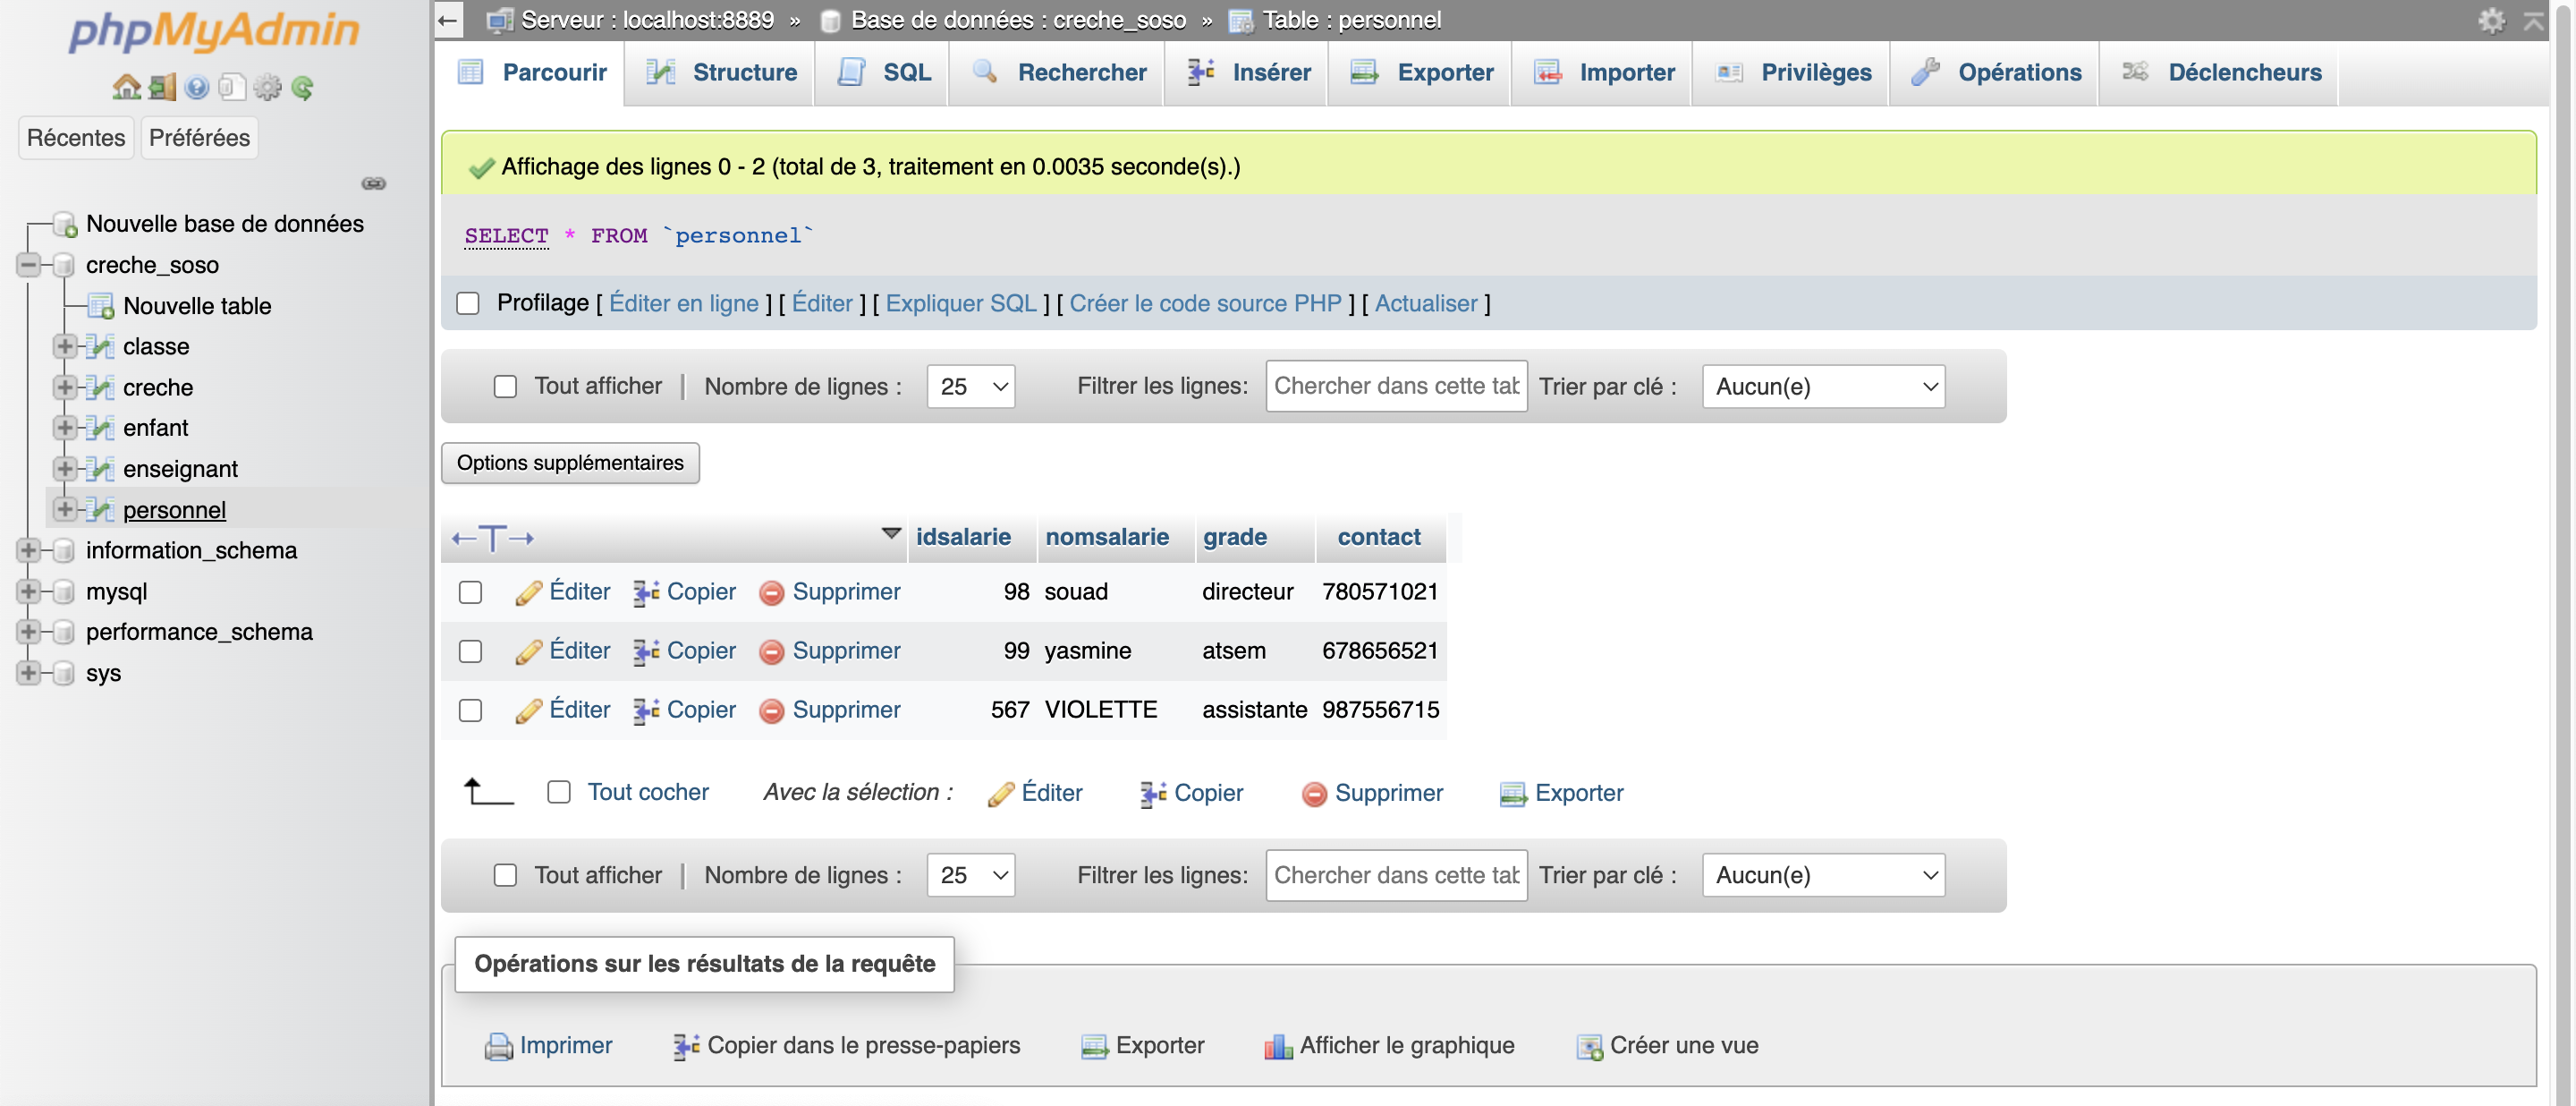 phpMyAdmin
Récentes Préférées
Nouvelle base de données
creche_soso
Nouvelle table
classe
creche
enfant
enseignant
personnel
information_schema
mysql
performance_schema
sys
Serveur : localhost:8889 » Base de données : creche_soso » Table : personnel
Parcourir Structure SQL Rechercher Insérer Exporter Importer Privilèges Opérations Déclencheurs
Affichage des lignes 0 - 2 (total de 3, traitement en 0.0035 seconde(s).)
SELECT * FROM `personnel`
Profilage [ Éditer en ligne ] [ Éditer ] [ Expliquer SQL ] [ Créer le code source PHP ] [ Actualiser ]
Tout afficher | Nombre de lignes : 25 Filtrer les lignes: Chercher dans cette tab Trier par clé : Aucun(e)
Options supplémentaires
←T→ idsalarie nomsalarie grade contact
Éditer Copier Supprimer 98 souad directeur 780571021
Éditer Copier Supprimer 99 yasmine atsem 678656521
Éditer Copier Supprimer 567 VIOLETTE assistante 987556715
Tout cocher Avec la sélection : Éditer Copier Supprimer Exporter
Tout afficher | Nombre de lignes : 25 Filtrer les lignes: Chercher dans cette tab Trier par clé : Aucun(e)
Opérations sur les résultats de la requête
Imprimer Copier dans le presse-papiers Exporter Afficher le graphique Créer une vue